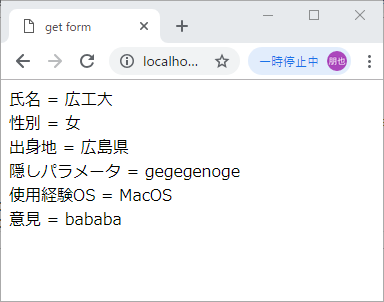 get form
localho...
一時停止中
朋也
氏名 = 広工大
性別 = 女
出身地 = 広島県
隠しパラメータ = gegegenoge
使用経験OS = MacOS
意見 = bababa